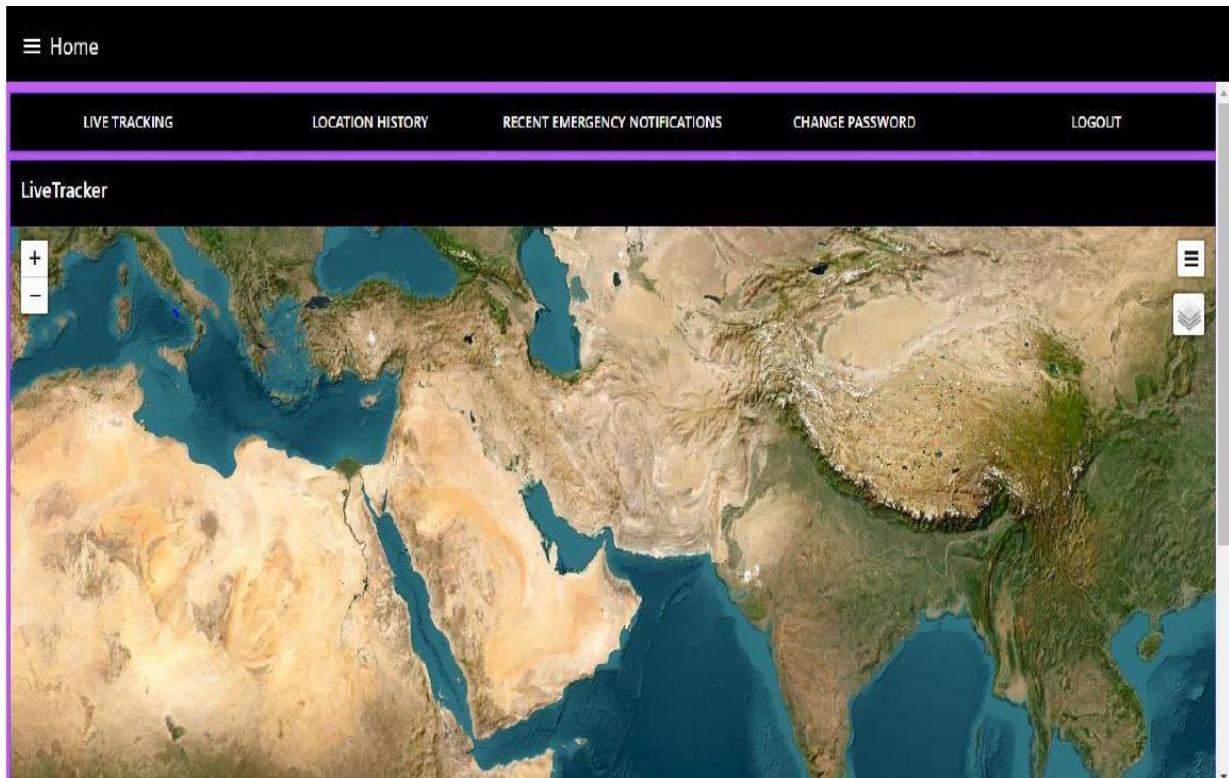 ☰ Home
LIVE TRACKING LOCATION HISTORY RECENT EMERGENCY NOTIFICATIONS CHANGE PASSWORD LOGOUT
LiveTracker
+
−